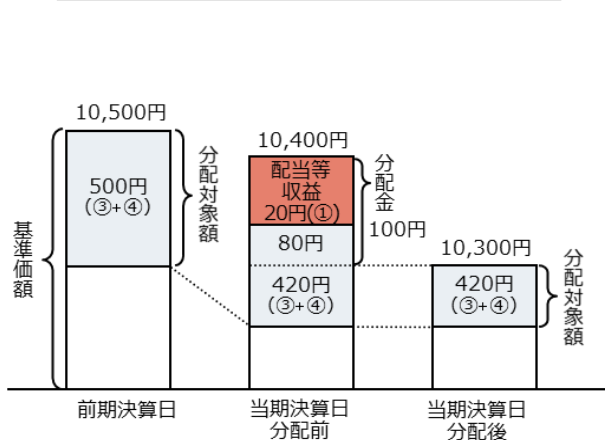 10,500円
500円
(③+④)
分配対象額
基準価額
10,400円
配当等
収益
20円(①)
80円
420円
(③+④)
分配金
100円
10,300円
420円
(③+④)
分配対象額
前期決算日
当期決算日
分配前
当期決算日
分配後